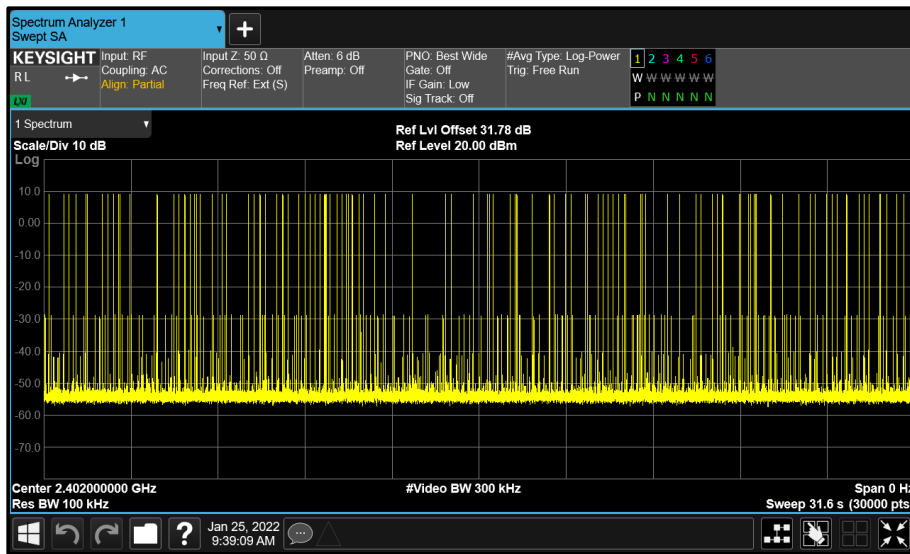 Spectrum Analyzer 1
Swept SA
+
KEYSIGHT Input: RF Input Z: 50 Ω Atten: 6 dB PNO: Best Wide #Avg Type: Log-Power 1 2 3 4 5 6
R L Coupling: AC Corrections: Off Preamp: Off Gate: Off Trig: Free Run W W W W W W
Align: Partial Freq Ref: Ext (S) IF Gain: Low P N N N N N
LXI Sig Track: Off
1 Spectrum
Ref Lvl Offset 31.78 dB
Scale/Div 10 dB Ref Level 20.00 dBm
Log
10.0
0.00
-10.0
-20.0
-30.0
-40.0
-50.0
-60.0
-70.0
Center 2.402000000 GHz #Video BW 300 kHz Span 0 Hz
Res BW 100 kHz Sweep 31.6 s (30000 pts
?
Jan 25, 2022
9:39:09 AM